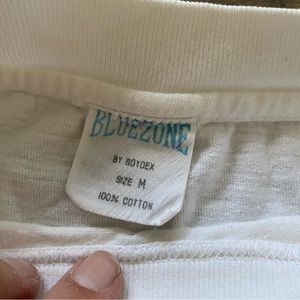 BLUEZONE
BY BOYDEX
SIZE M
100% COTTON